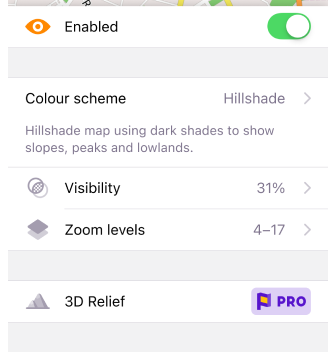 Enabled
Colour scheme Hillshade
Hillshade map using dark shades to show
slopes, peaks and lowlands.
Visibility 31%
Zoom levels 4–17
3D Relief PRO